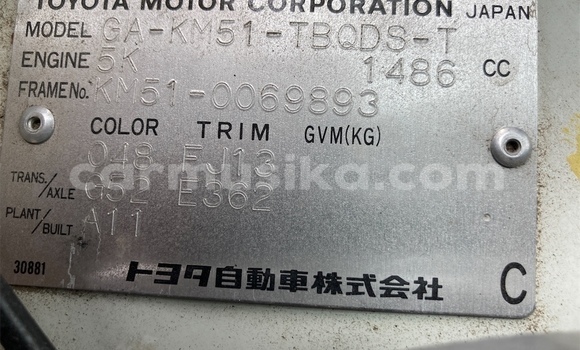 TOYOTA MOTOR CORPORATION JAPAN
MODEL GA-KM51-TBQDS-T
ENGINE 5K 1486 CC
FRAME No. KM51-0069893
COLOR TRIM GVM(KG)
048 FJ13
carmusika.com
TRANS./AXLE G52 E362
PLANT/BUILT A11
30881 トヨタ自動車株式会社 C